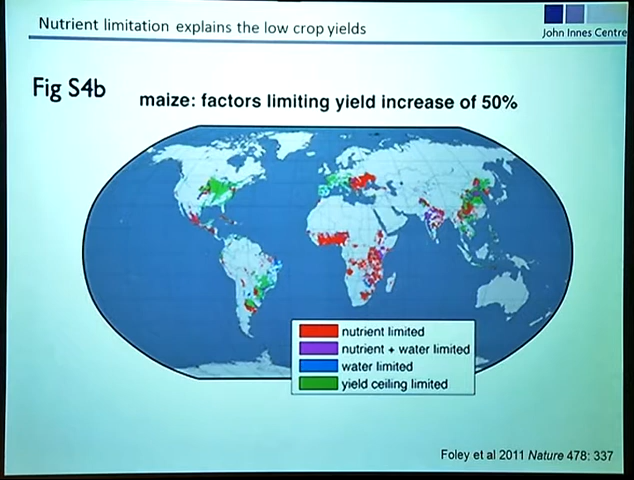 Nutrient limitation explains the low crop yields
John Innes Centre
Fig S4b
maize: factors limiting yield increase of 50%
nutrient limited
nutrient + water limited
water limited
yield ceiling limited
Foley et al 2011 Nature 478: 337